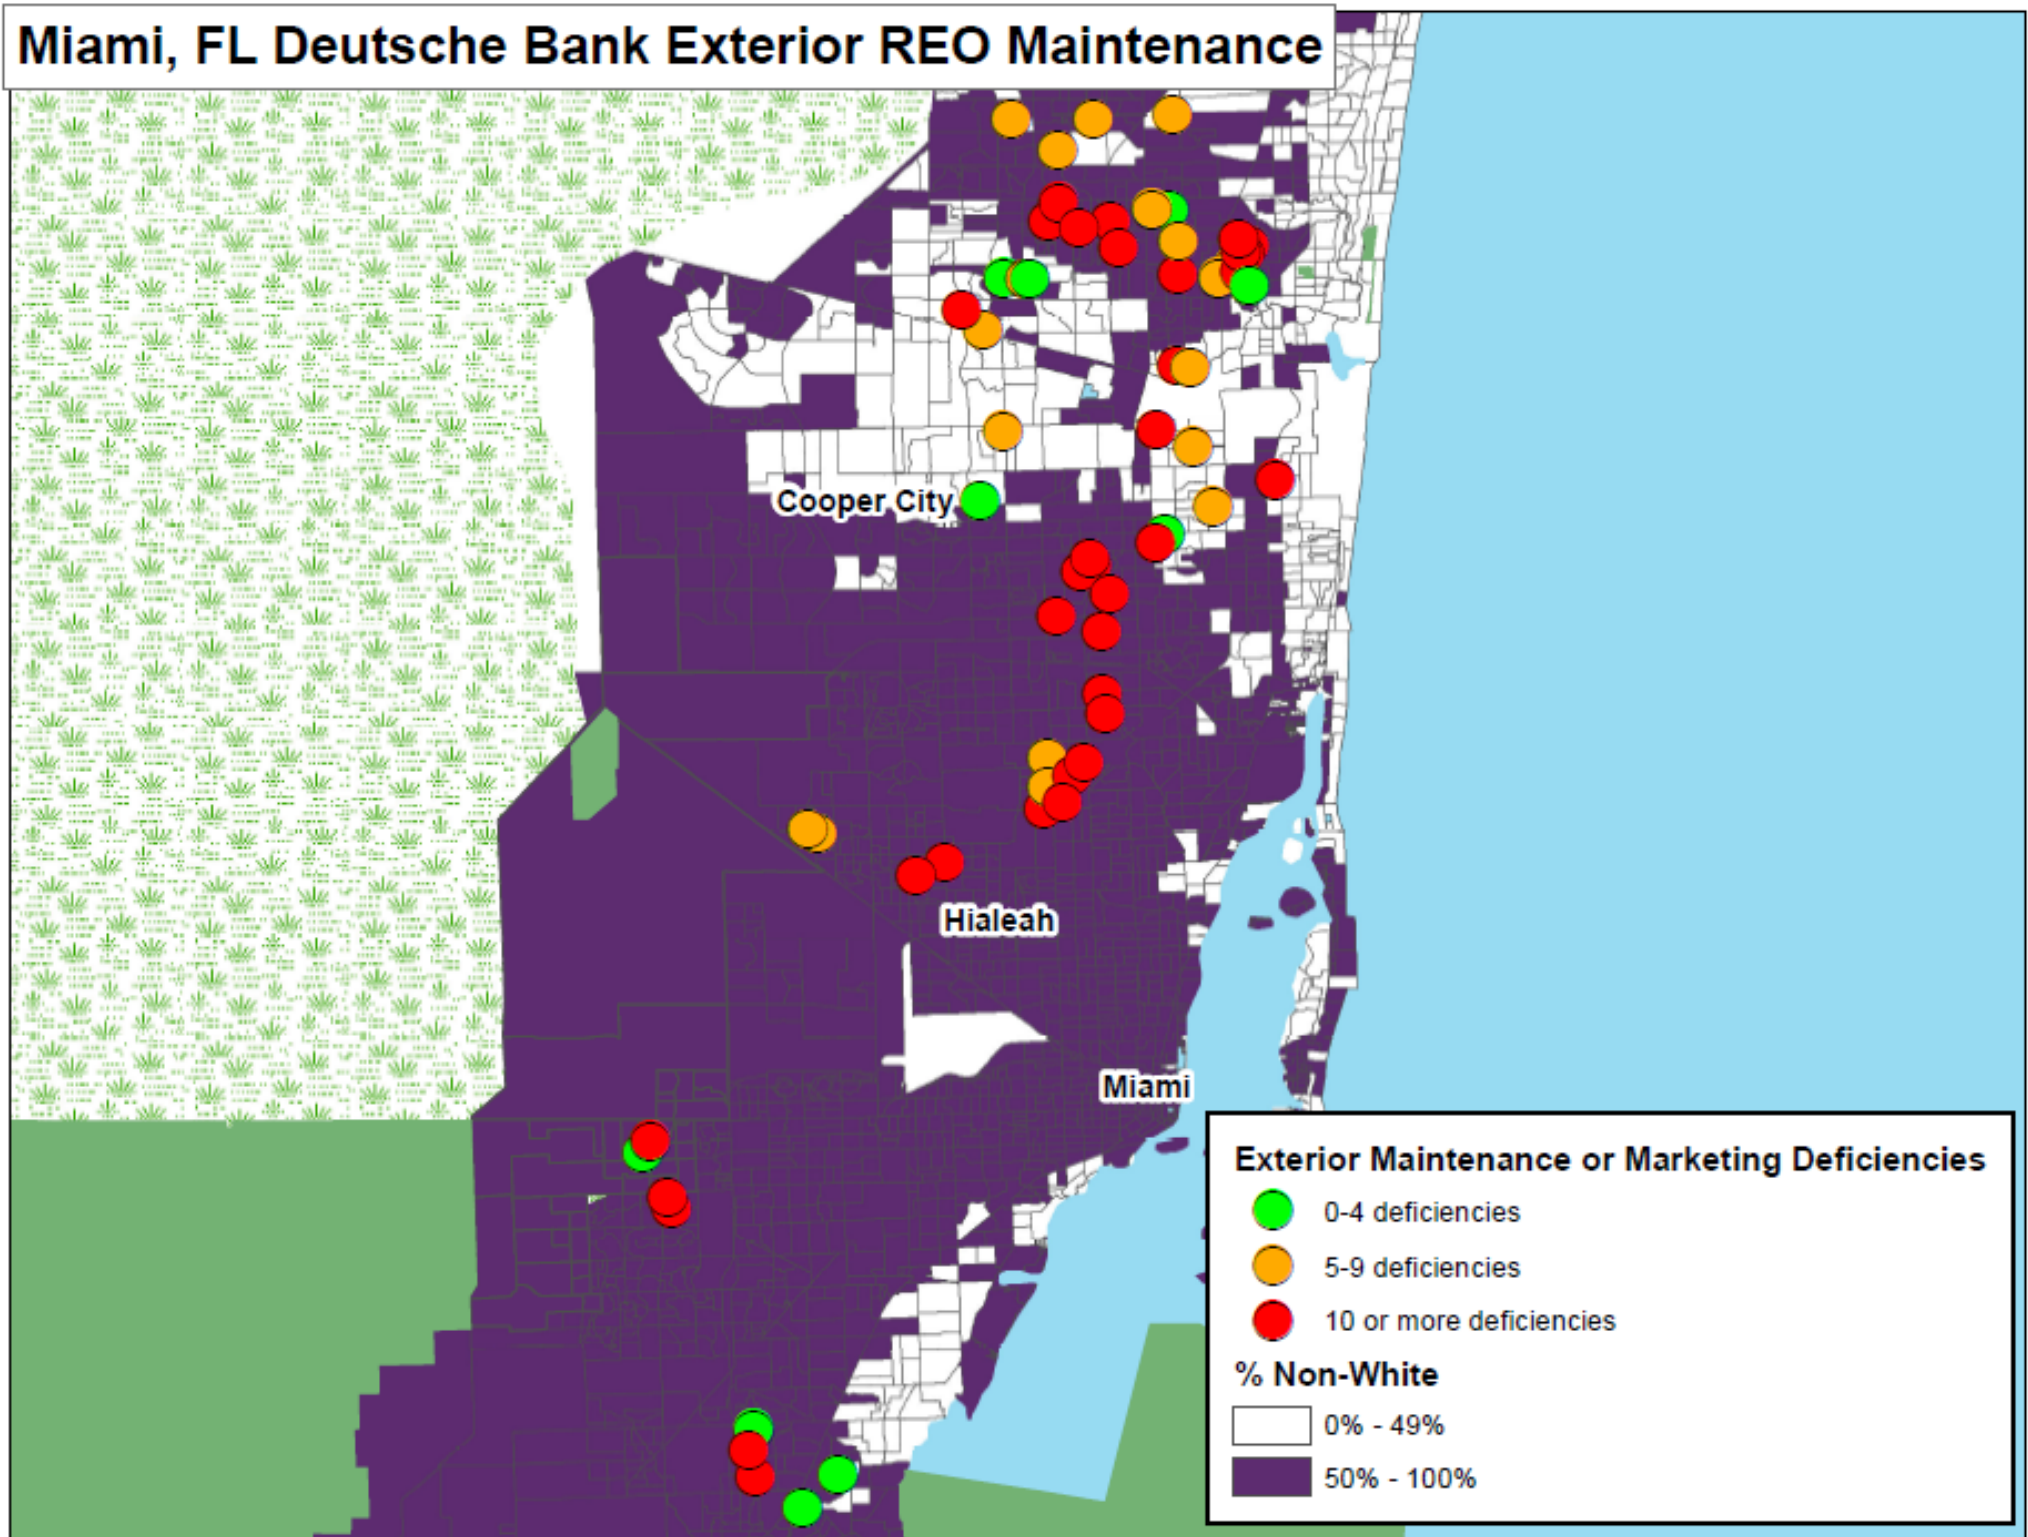 Miami, FL Deutsche Bank Exterior REO Maintenance
Cooper City
Hialeah
Miami
Exterior Maintenance or Marketing Deficiencies
0-4 deficiencies
5-9 deficiencies
10 or more deficiencies
% Non-White
0% - 49%
50% - 100%